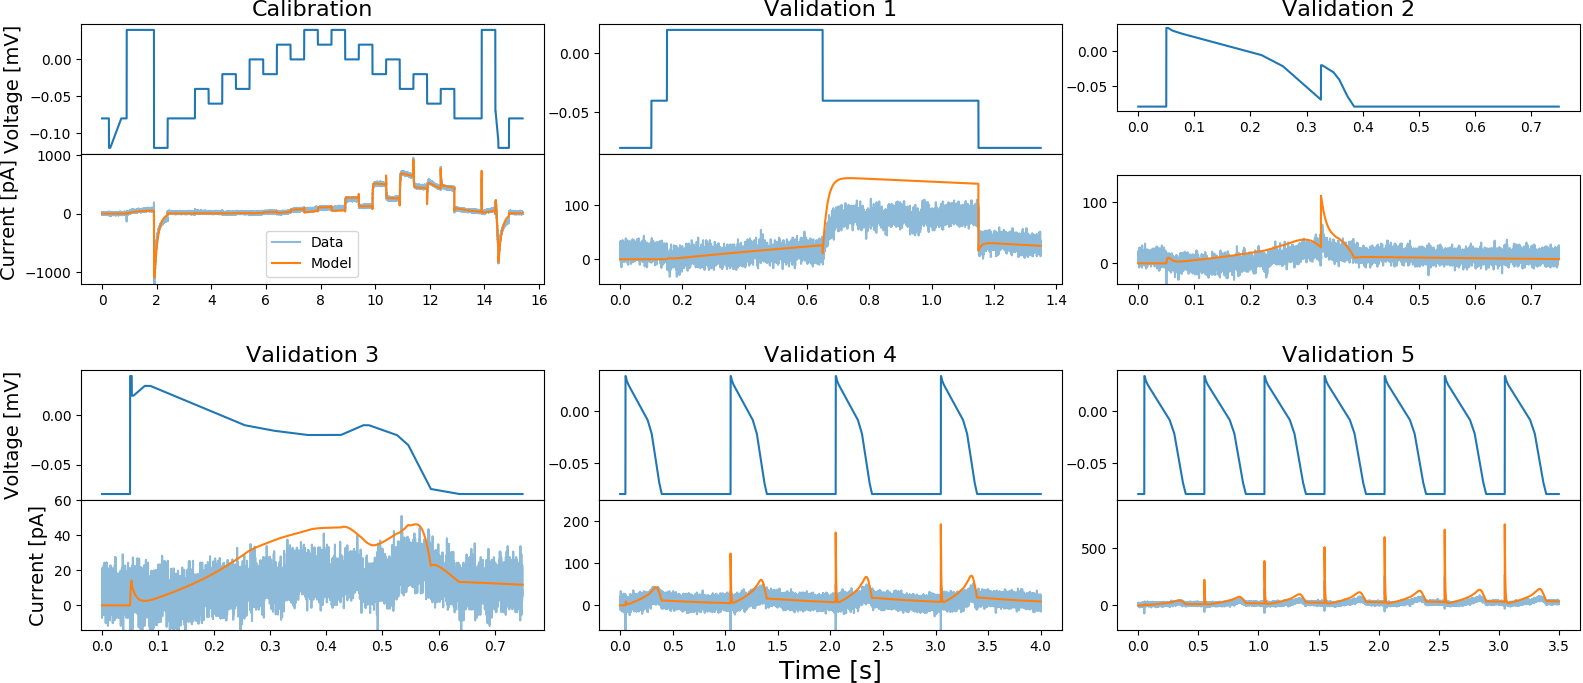 Calibration
Validation 1
Validation 2
Voltage [mV]
0.00
−0.05
−0.10
0.00
−0.05
0.00
−0.05
0.0 0.1 0.2 0.3 0.4 0.5 0.6 0.7
Current [pA]
1000
0
−1000
Data
Model
100
0
100
0
0 2 4 6 8 10 12 14 16
0.0 0.2 0.4 0.6 0.8 1.0 1.2 1.4
0.0 0.1 0.2 0.3 0.4 0.5 0.6 0.7
Validation 3
Validation 4
Validation 5
Voltage [mV]
0.00
−0.05
0.00
−0.05
0.00
−0.05
Current [pA]
60
40
20
0
200
100
0
500
0
0.0 0.1 0.2 0.3 0.4 0.5 0.6 0.7
0.0 0.5 1.0 1.5 2.0 2.5 3.0 3.5 4.0
0.0 0.5 1.0 1.5 2.0 2.5 3.0 3.5
Time [s]